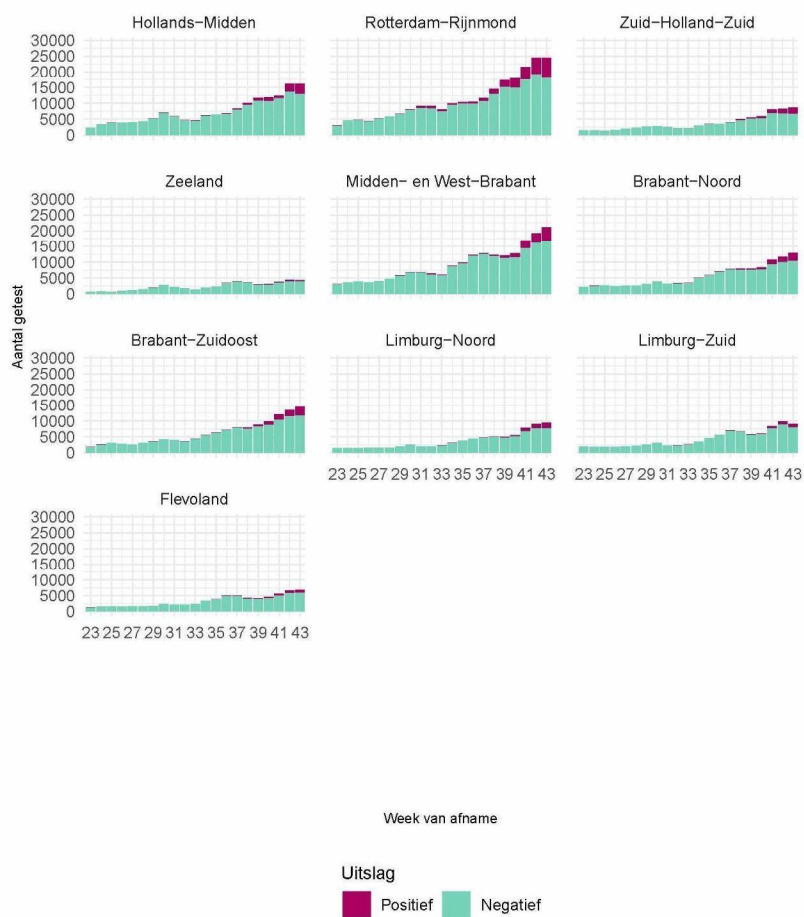 Hollands−Midden Rotterdam−Rijnmond Zuid−Holland−Zuid
30000
25000
20000
15000
10000
5000
0
Zeeland Midden− en West−Brabant Brabant−Noord
30000
25000
20000
15000
10000
5000
0
Aantal getest
Brabant−Zuidoost Limburg−Noord Limburg−Zuid
30000
25000
20000
15000
10000
5000
0
23 25 27 29 31 33 35 37 39 41 43 23 25 27 29 31 33 35 37 39 41 43
Flevoland
30000
25000
20000
15000
10000
5000
0
23 25 27 29 31 33 35 37 39 41 43
Week van afname
Uitslag
Positief Negatief